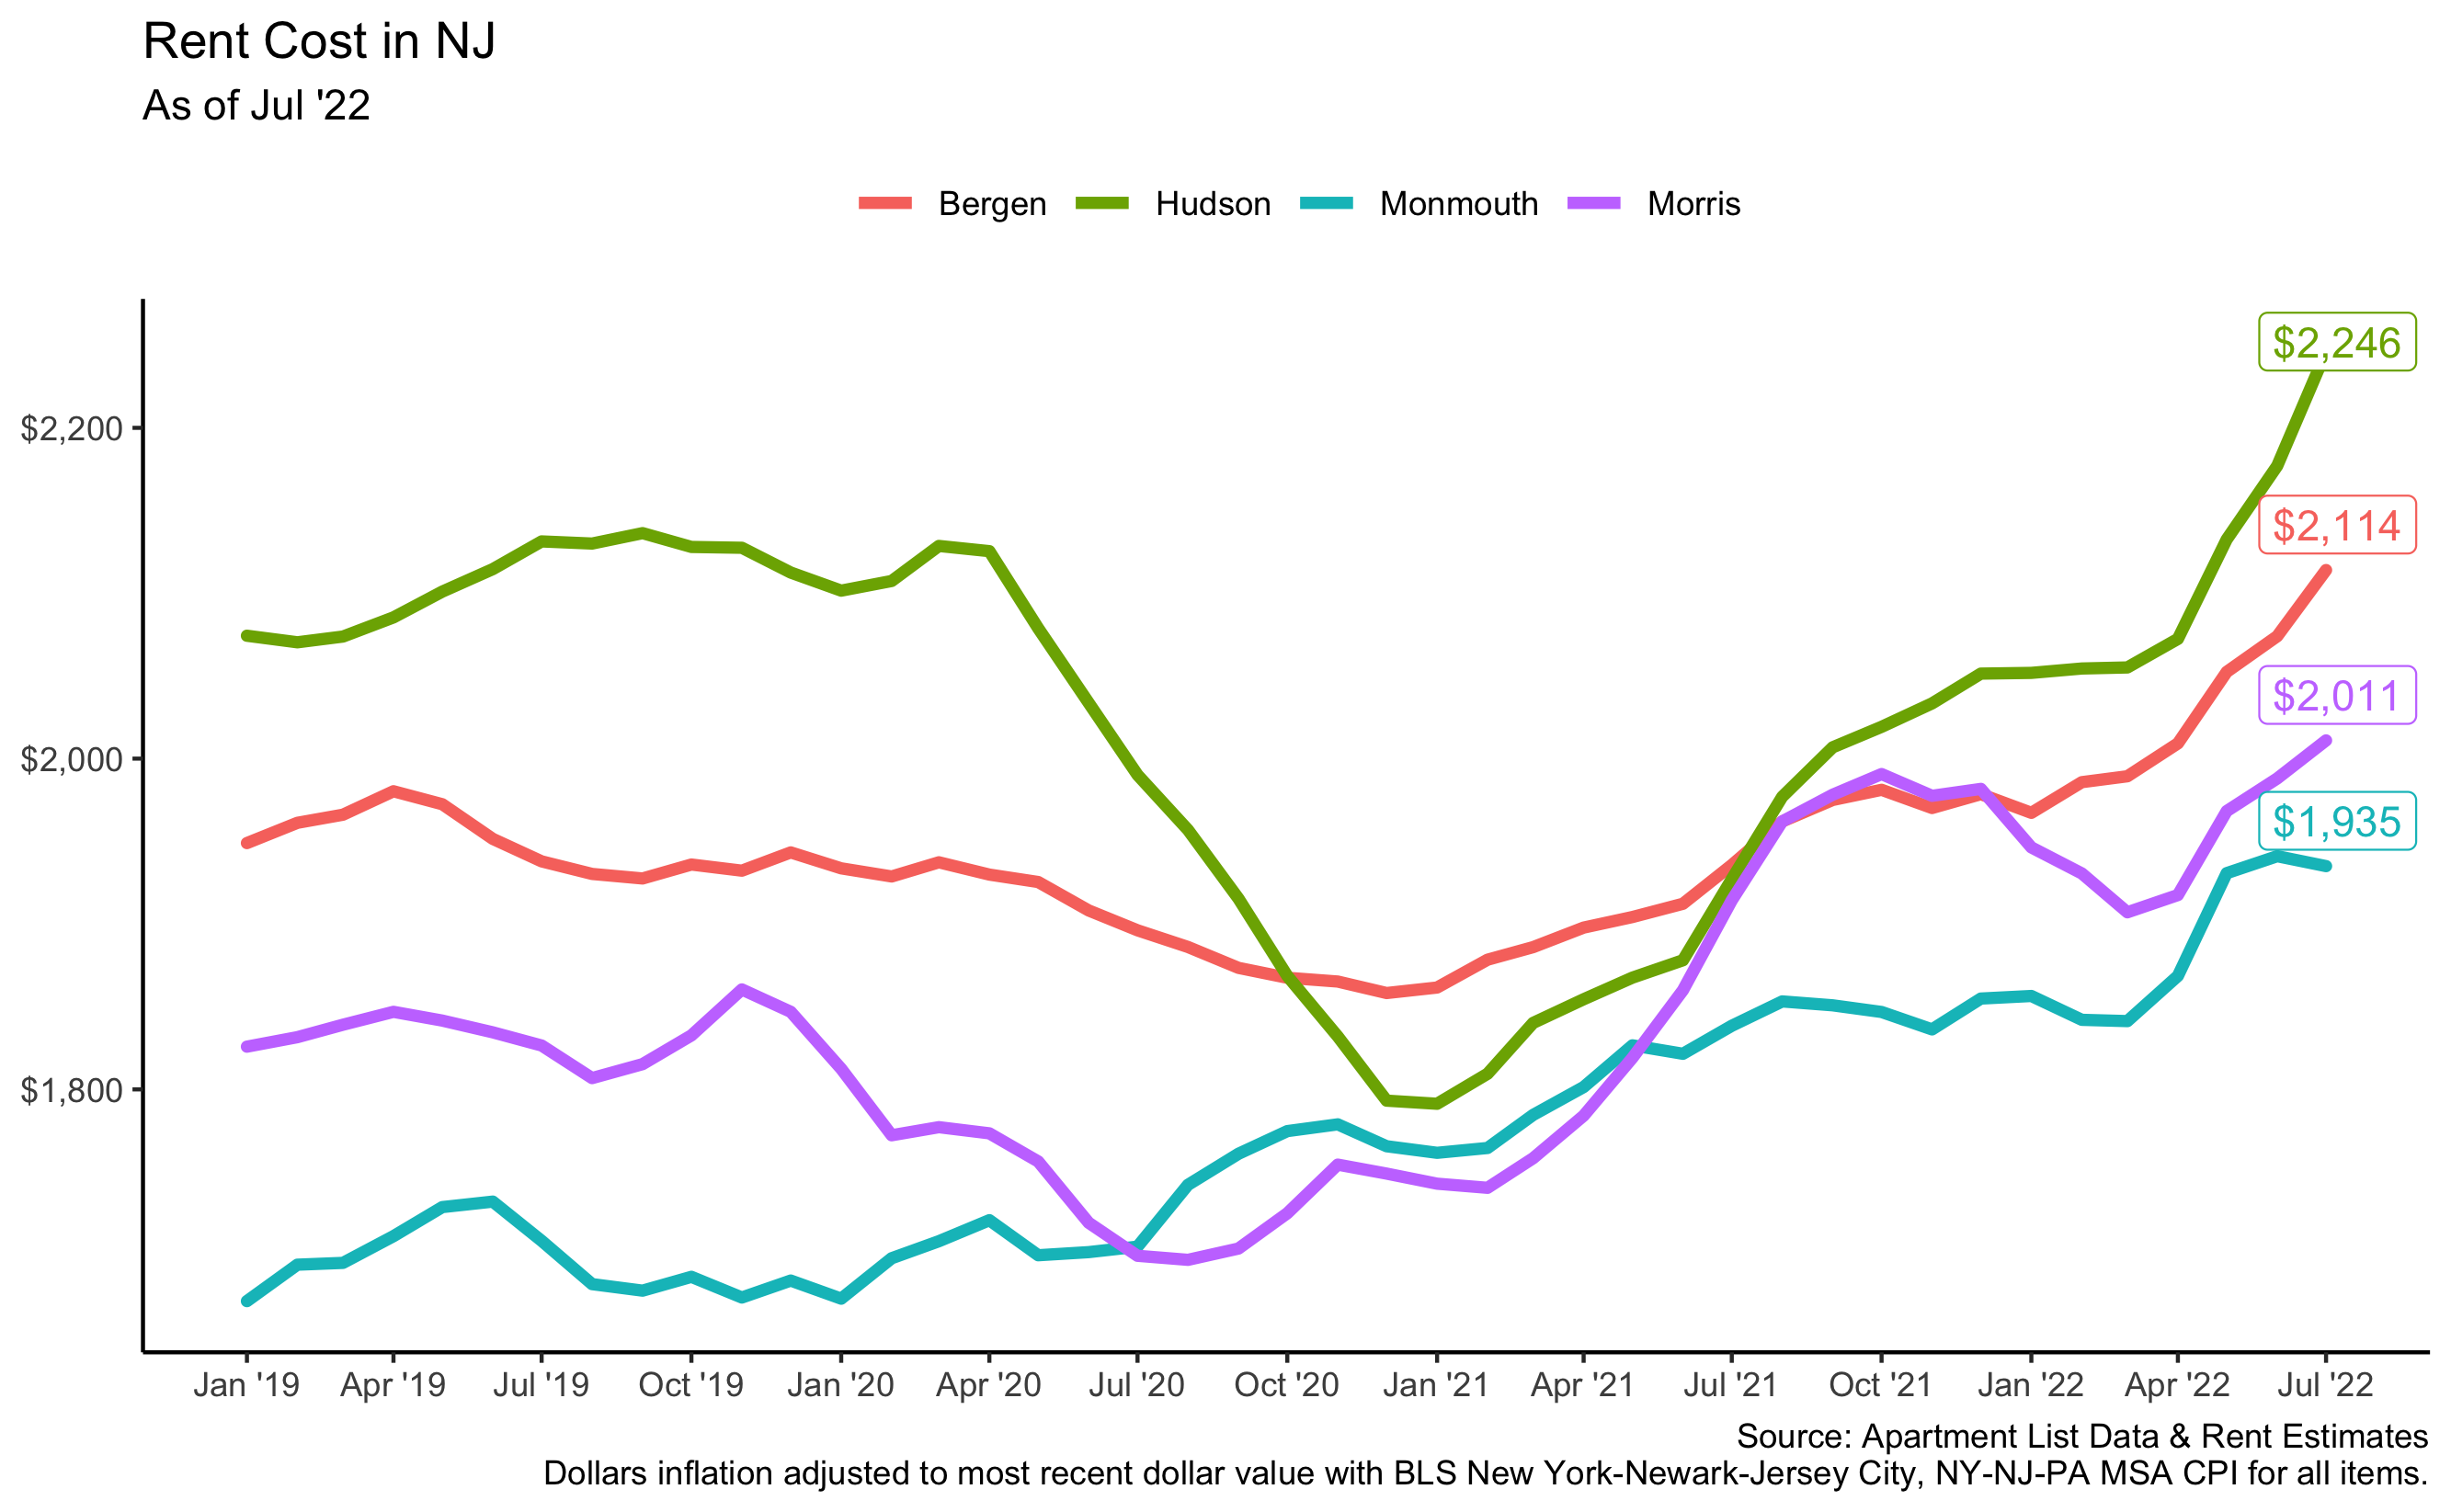 Rent Cost in NJ
As of Jul '22
Bergen Hudson Monmouth Morris
$2,246
$2,200
$2,114
$2,011
$2,000
$1,935
$1,800
Jan '19 Apr '19 Jul '19 Oct '19 Jan '20 Apr '20 Jul '20 Oct '20 Jan '21 Apr '21 Jul '21 Oct '21 Jan '22 Apr '22 Jul '22
Source: Apartment List Data & Rent Estimates
Dollars inflation adjusted to most recent dollar value with BLS New York-Newark-Jersey City, NY-NJ-PA MSA CPI for all items.